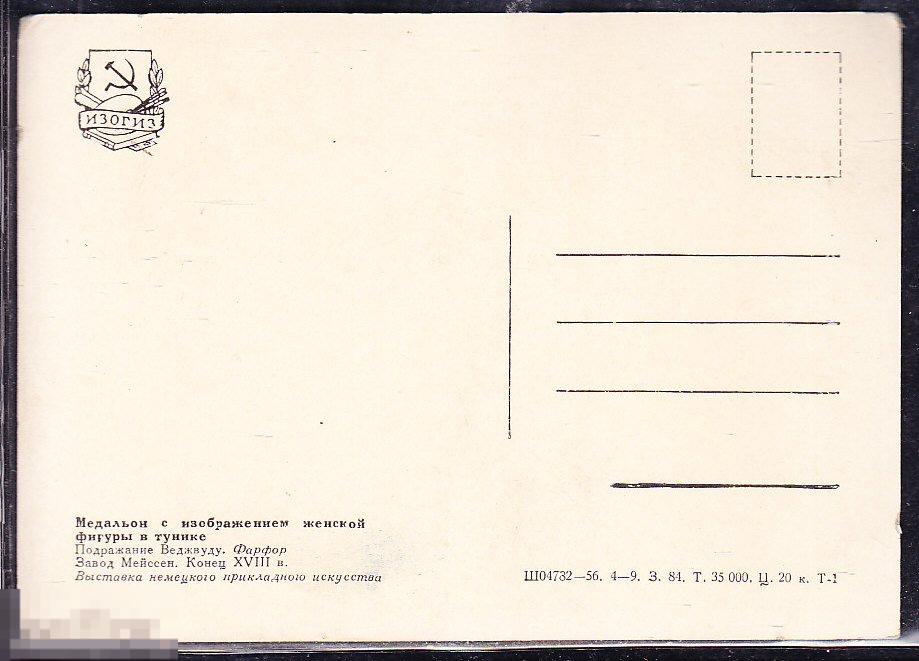 ИЗОГИЗ
Медальон с изображением женской
фигуры в тунике
Подражание Веджвуду. Фарфор
Завод Мейссен. Конец XVIII в.
Выставка немецкого прикладного искусства
Ш04732—56. 4—9. З. 84. Т. 35 000. Ц. 20 к. Т-1